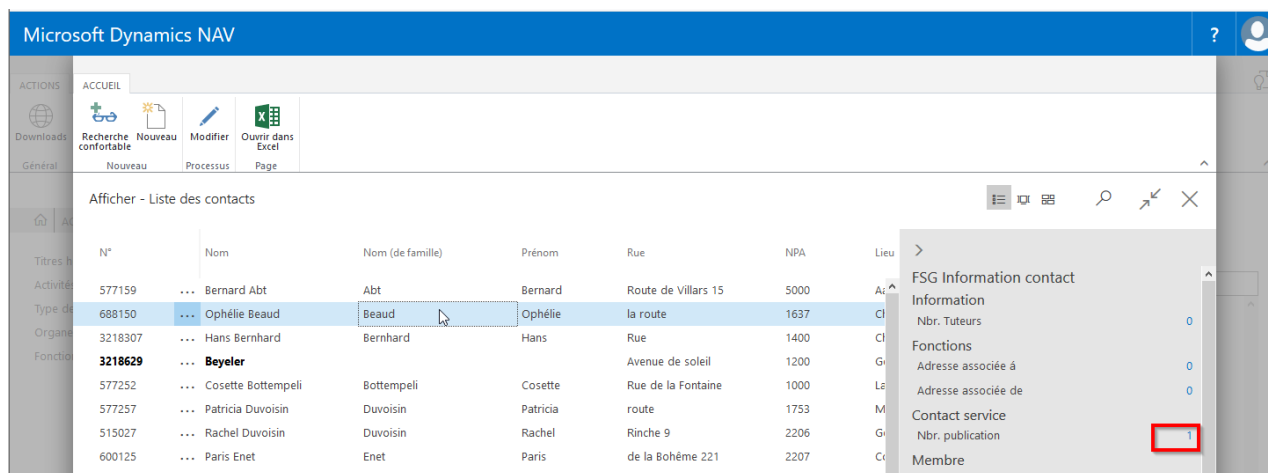 Microsoft Dynamics NAV ?
ACTIONS ACCUEIL
Downloads Recherche confortable Nouveau Modifier Ouvrir dans Excel
Général Nouveau Processus Page
Afficher - Liste des contacts
N° Nom Nom (de famille) Prénom Rue NPA Lieu
577159 ... Bernard Abt Abt Bernard Route de Villars 15 5000
688150 ... Ophélie Beaud Beaud Ophélie la route 1637
3218307 ... Hans Bernhard Bernhard Hans Rue 1400
3218629 ... Beyeler Avenue de soleil 1200
577252 ... Cosette Bottempeli Bottempeli Cosette Rue de la Fontaine 1000
577257 ... Patricia Duvoisin Duvoisin Patricia route 1753
515027 ... Rachel Duvoisin Duvoisin Rachel Rinche 9 2206
600125 ... Paris Enet Enet Paris de la Bohême 221 2207
FSG Information contact
Information
Nbr. Tuteurs 0
Fonctions
Adresse associée á 0
Adresse associée de 0
Contact service
Nbr. publication 1
Membre
Titres h
Activités
Type de
Organe
Fonction